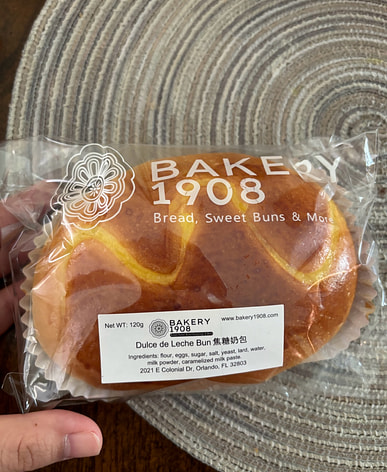 BAKERY
1908
Bread, Sweet Buns & More
Net WT: 120g
BAKERY
1908
www.bakery1908.com
Dulce de Leche Bun 焦糖奶包
Ingredients: flour, eggs, sugar, salt, yeast, lard, water,
milk powder, caramelized milk paste.
2021 E Colonial Dr, Orlando, FL 32803